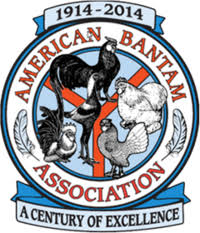 1914-2014
AMERICAN BANTAM
ASSOCIATION
A CENTURY OF EXCELLENCE